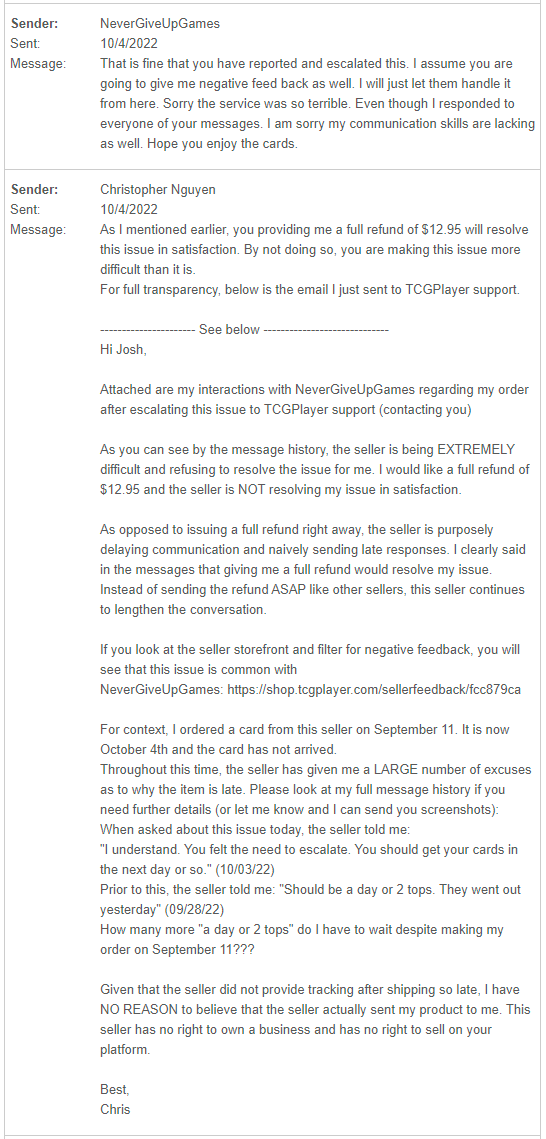 Sender: NeverGiveUpGames
Sent: 10/4/2022
Message: That is fine that you have reported and escalated this. I assume you are
going to give me negative feed back as well. I will just let them handle it
from here. Sorry the service was so terrible. Even though I responded to
everyone of your messages. I am sorry my communication skills are lacking
as well. Hope you enjoy the cards.
Sender: Christopher Nguyen
Sent: 10/4/2022
Message: As I mentioned earlier, you providing me a full refund of $12.95 will resolve
this issue in satisfaction. By not doing so, you are making this issue more
difficult than it is.
For full transparency, below is the email I just sent to TCGPlayer support.
---------------------- See below -----------------------------
Hi Josh,
Attached are my interactions with NeverGiveUpGames regarding my order
after escalating this issue to TCGPlayer support (contacting you)
As you can see by the message history, the seller is being EXTREMELY
difficult and refusing to resolve the issue for me. I would like a full refund of
$12.95 and the seller is NOT resolving my issue in satisfaction.
As opposed to issuing a full refund right away, the seller is purposely
delaying communication and naively sending late responses. I clearly said
in the messages that giving me a full refund would resolve my issue.
Instead of sending the refund ASAP like other sellers, this seller continues
to lengthen the conversation.
If you look at the seller storefront and filter for negative feedback, you will
see that this issue is common with
NeverGiveUpGames: https://shop.tcgplayer.com/sellerfeedback/fcc879ca
For context, I ordered a card from this seller on September 11. It is now
October 4th and the card has not arrived.
Throughout this time, the seller has given me a LARGE number of excuses
as to why the item is late. Please look at my full message history if you
need further details (or let me know and I can send you screenshots):
When asked about this issue today, the seller told me:
"I understand. You felt the need to escalate. You should get your cards in
the next day or so." (10/03/22)
Prior to this, the seller told me: "Should be a day or 2 tops. They went out
yesterday" (09/28/22)
How many more "a day or 2 tops" do I have to wait despite making my
order on September 11???
Given that the seller did not provide tracking after shipping so late, I have
NO REASON to believe that the seller actually sent my product to me. This
seller has no right to own a business and has no right to sell on your
platform.
Best,
Chris